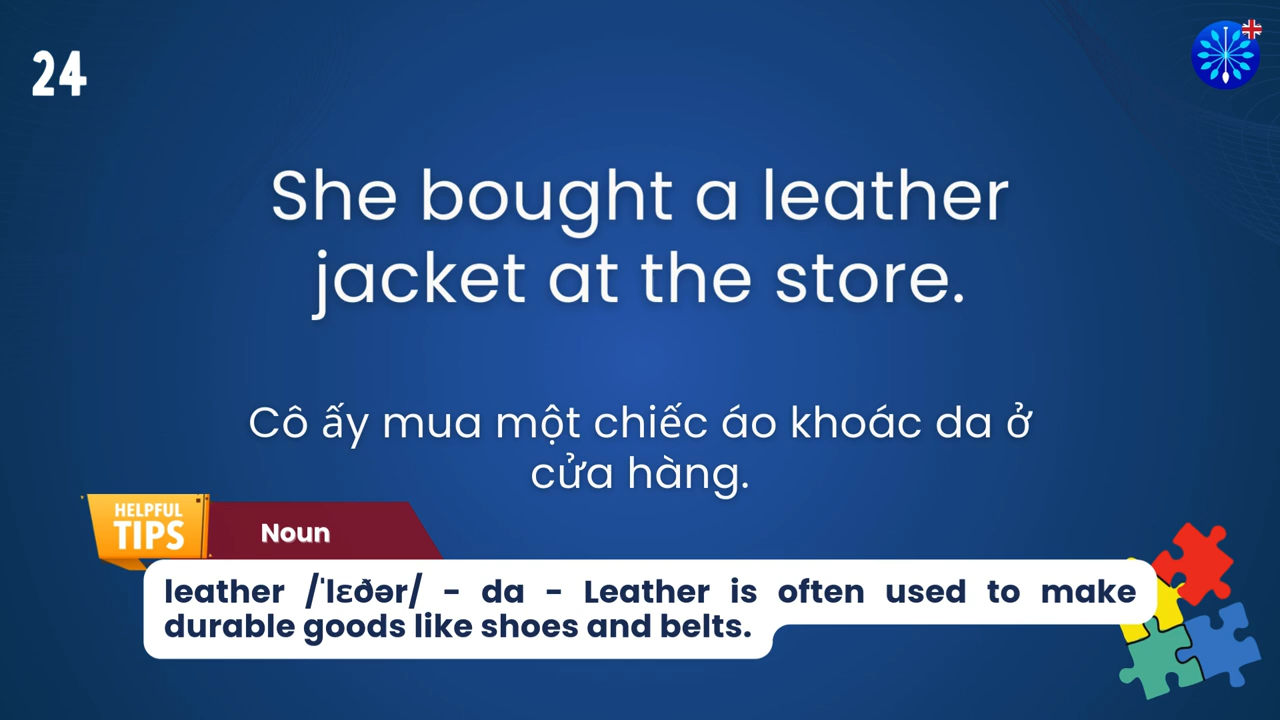 24
She bought a leather
jacket at the store.
Cô ấy mua một chiếc áo khoác da ở
cửa hàng.
HELPFUL
TIPS
Noun
leather /ˈlɛðər/ - da - Leather is often used to make
durable goods like shoes and belts.